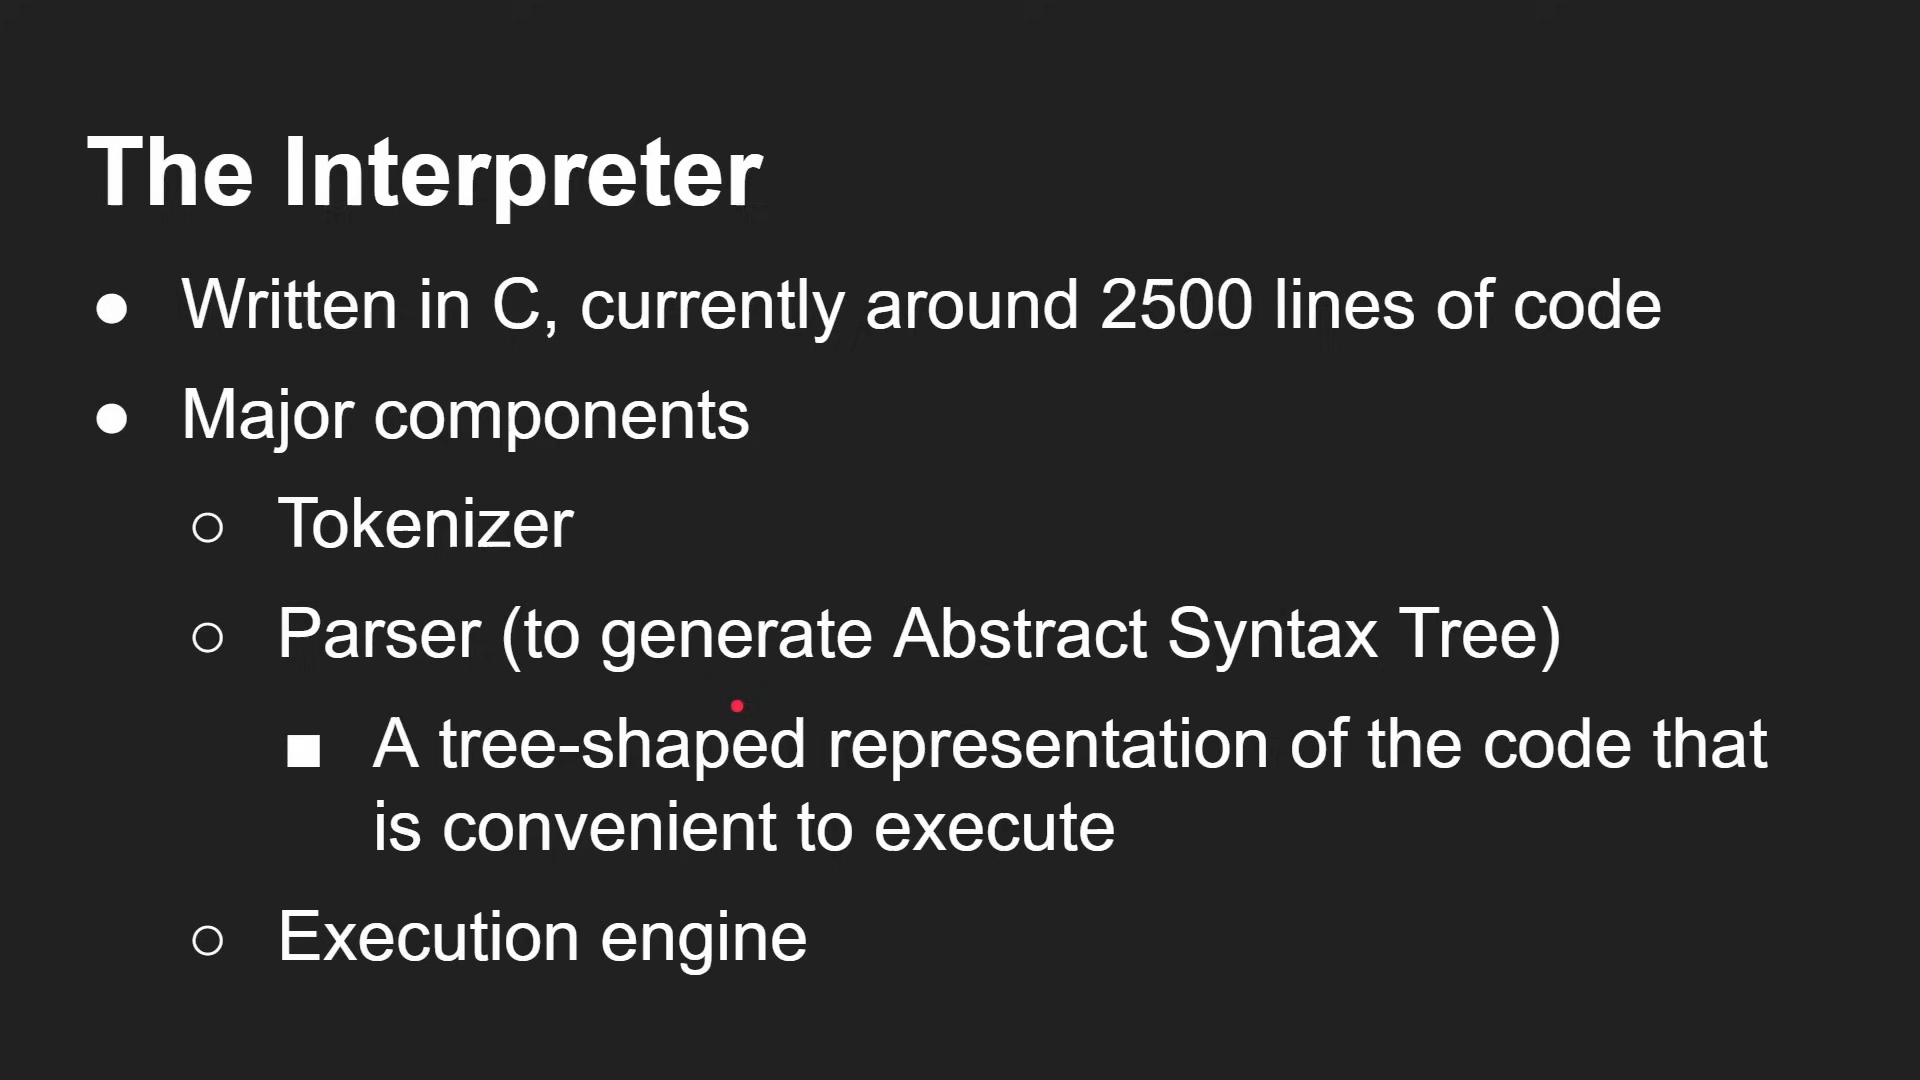 The Interpreter
● Written in C, currently around 2500 lines of code
● Major components
○ Tokenizer
○ Parser (to generate Abstract Syntax Tree)
■ A tree-shaped representation of the code that
is convenient to execute
○ Execution engine